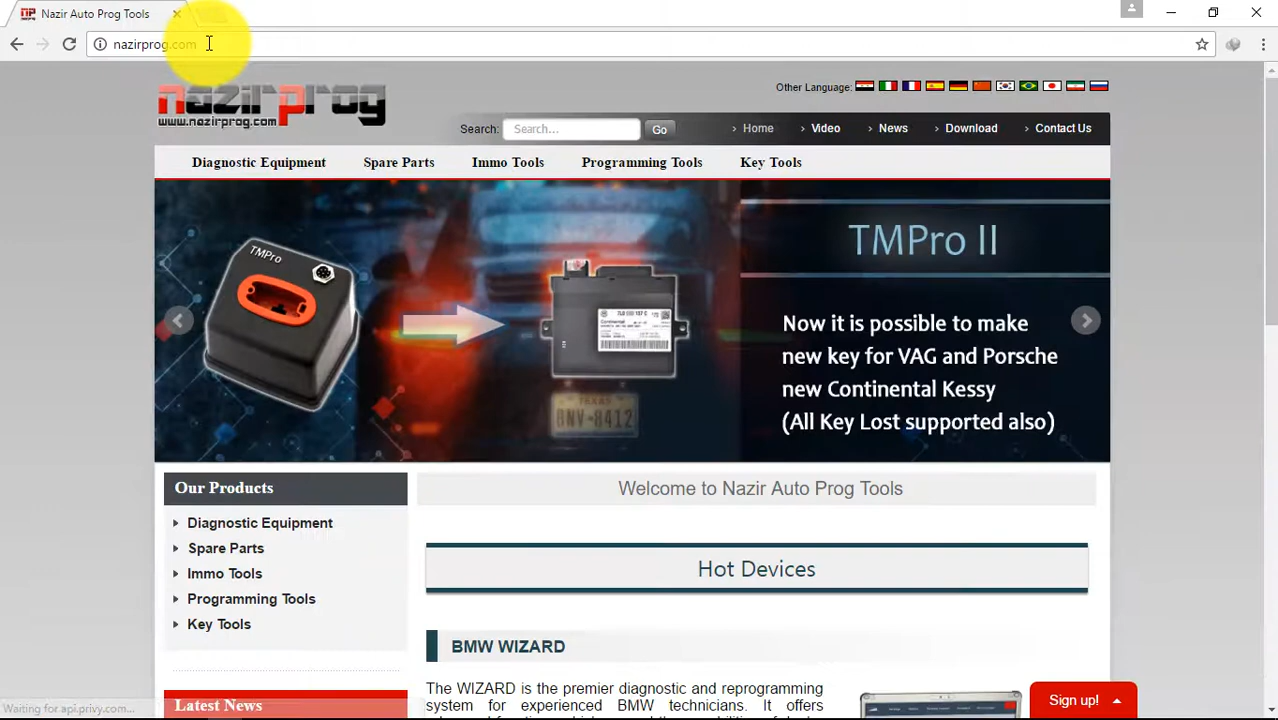 Nazir Auto Prog Tools
nazirprog.com
nazirprog
www.nazirprog.com
Other Language:
Search: Search... Go
Home Video News Download Contact Us
Diagnostic Equipment Spare Parts Immo Tools Programming Tools Key Tools
TMPro
TMPro II
Now it is possible to make
new key for VAG and Porsche
new Continental Kessy
(All Key Lost supported also)
Continental
TEXAS
BNV-8412
Our Products
Diagnostic Equipment
Spare Parts
Immo Tools
Programming Tools
Key Tools
Latest News
Welcome to Nazir Auto Prog Tools
Hot Devices
BMW WIZARD
The WIZARD is the premier diagnostic and reprogramming
system for experienced BMW technicians. It offers
Sign up!
Waiting for api.privy.com...